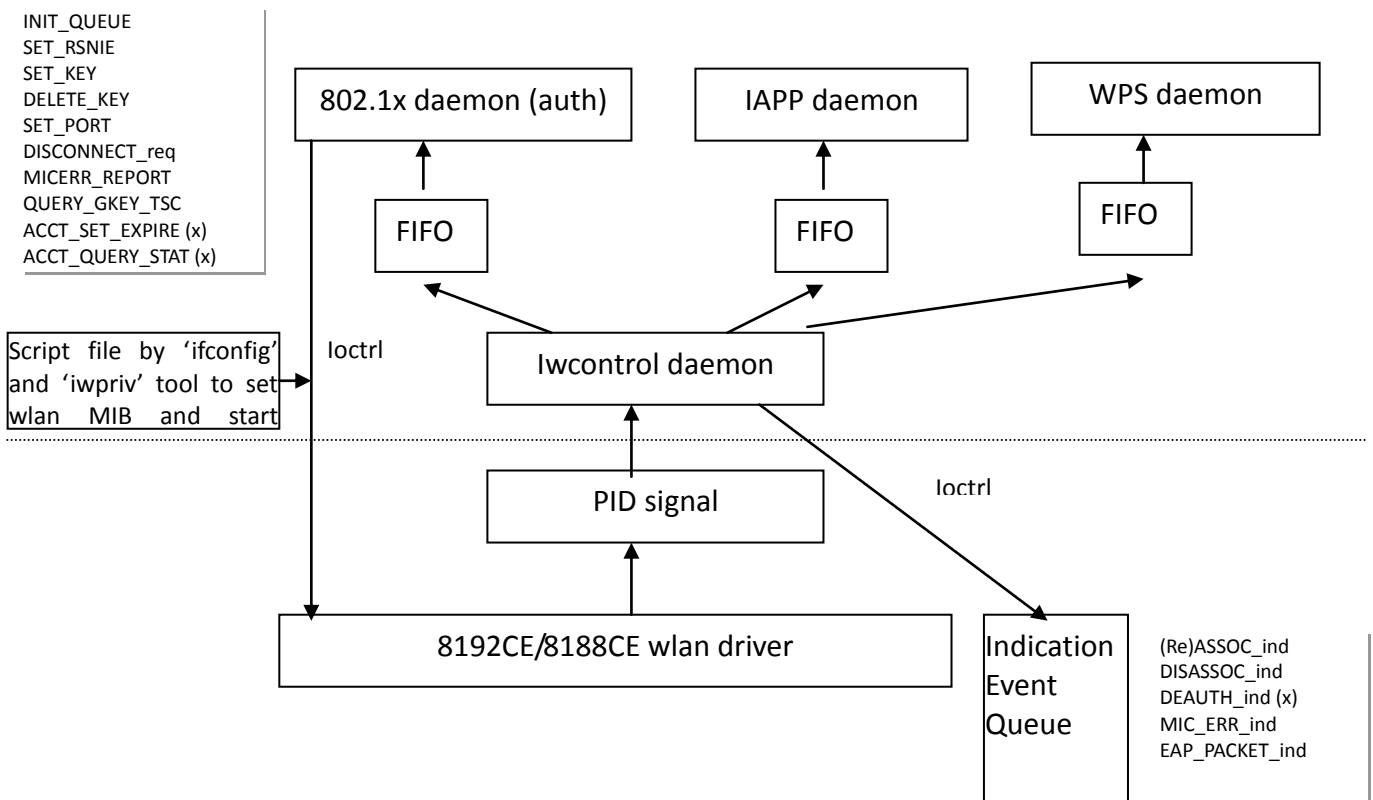 INIT_QUEUE
SET_RSNIE
SET_KEY
DELETE_KEY
SET_PORT
DISCONNECT_req
MICERR_REPORT
QUERY_GKEY_TSC
ACCT_SET_EXPIRE (x)
ACCT_QUERY_STAT (x)
802.1x daemon (auth)
IAPP daemon
WPS daemon
FIFO
FIFO
FIFO
Script file by ‘ifconfig’
and ‘iwpriv’ tool to set
wlan MIB and start
Ioctrl
Iwcontrol daemon
PID signal
Ioctrl
8192CE/8188CE wlan driver
Indication
Event
Queue
(Re)ASSOC_ind
DISASSOC_ind
DEAUTH_ind (x)
MIC_ERR_ind
EAP_PACKET_ind